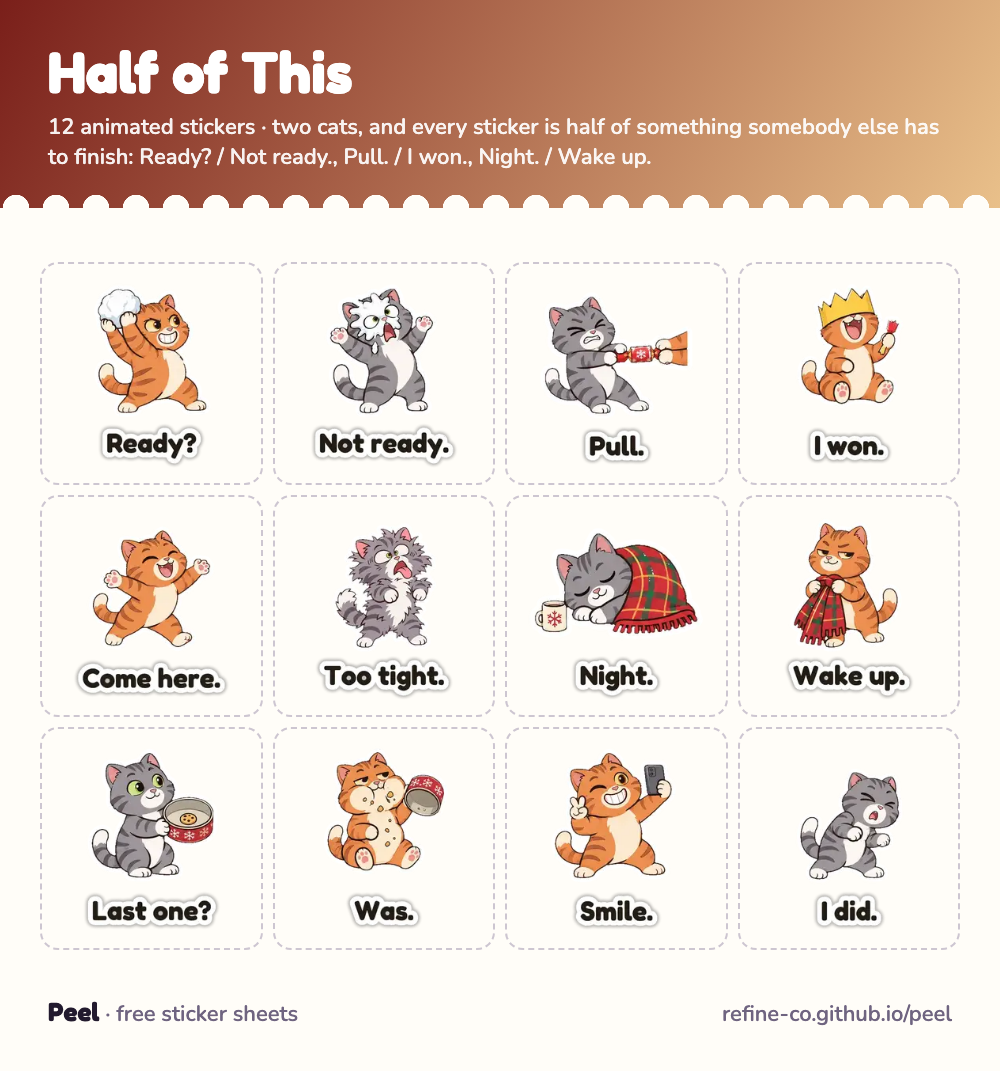 Half of This
12 animated stickers · two cats, and every sticker is half of something somebody else has
to finish: Ready? / Not ready., Pull. / I won., Night. / Wake up.
Ready?
Not ready.
Pull.
I won.
Come here.
Too tight.
Night.
Wake up.
Last one?
Was.
Smile.
I did.
Peel · free sticker sheets
refine-co.github.io/peel